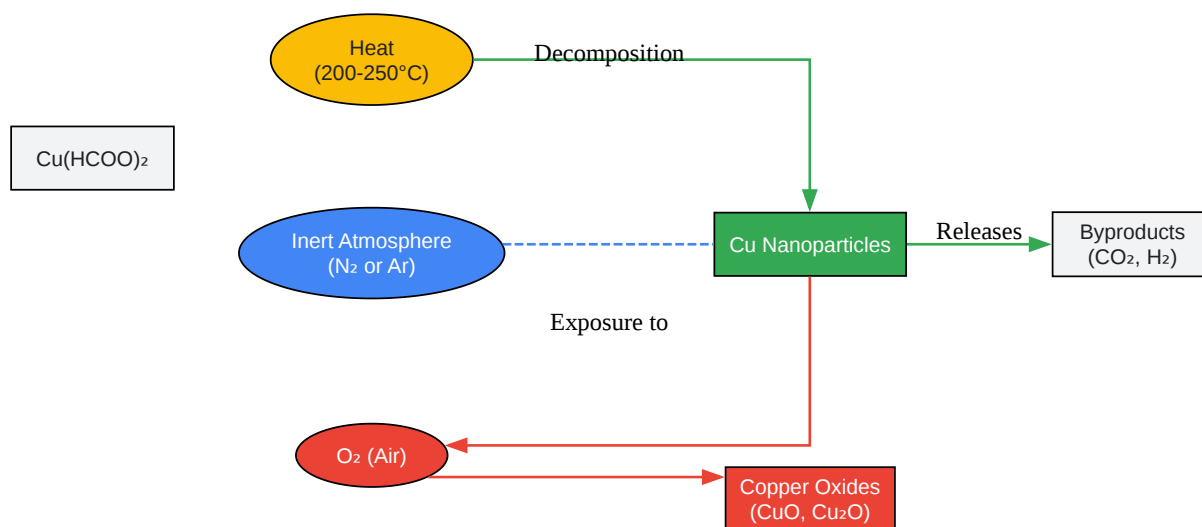 Heat
(200-250°C)
Decomposition
Cu(HCOO)₂
Inert Atmosphere
(N₂ or Ar)
Cu Nanoparticles
Releases
Byproducts
(CO₂, H₂)
Exposure to
O₂ (Air)
Copper Oxides
(CuO, Cu₂O)